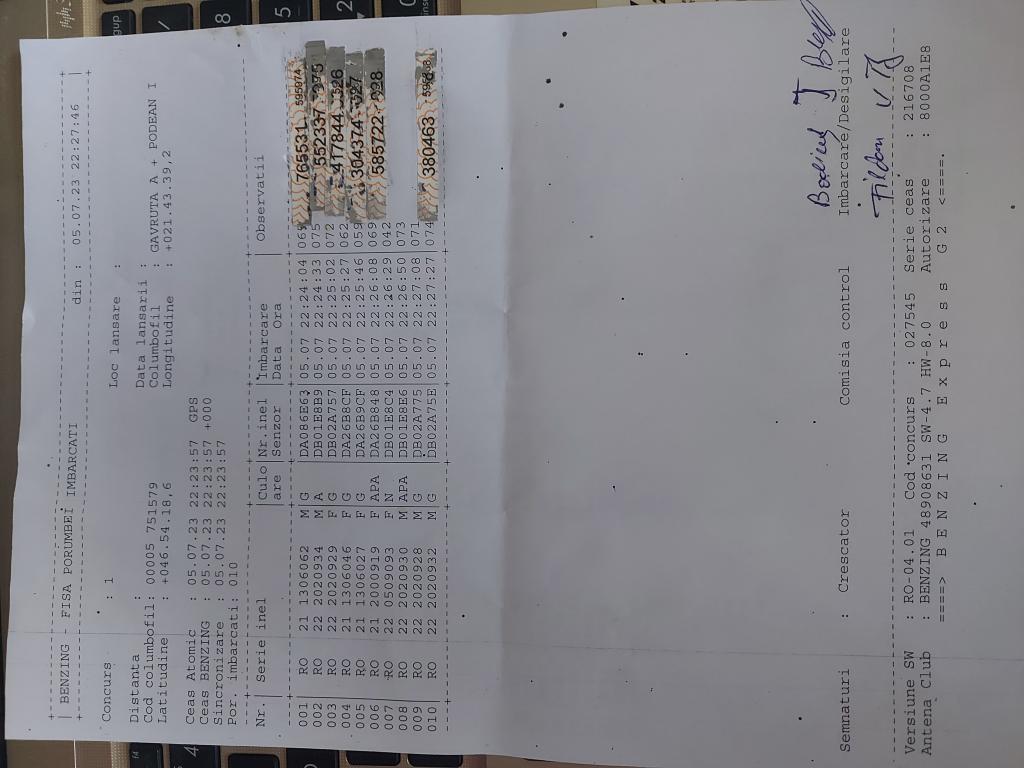 BENZING - FISA PORUMBEI IMBARCATI din : 05.07.23 22:27:46
Concurs : 1 Loc lansare :
Distanta : Data lansarii :
Cod columbofil: 00005 751579 Columbofil : GAVRUTA A + PODEAN I
Latitudine : +046.54.18,6 Longitudine : +021.43.39,2
Ceas Atomic : 05.07.23 22:23:57 GPS
Ceas BENZING : 05.07.23 22:23:57 +000
Sincronizare : 05.07.23 22:23:57
Por. imbarcati: 010
Nr. | Serie inel | Culo | Nr.inel | Imbarcare | Observatii
are | Senzor | Data Ora
001 RO 21 1306062 M G DA086E63 05.07 22:24:04 765531 595074
002 RO 22 2020934 M A DB01E8B9 05.07 22:24:33 075
003 RO 22 2020929 F G DB02A757 05.07 22:25:02 072 417844
004 RO 21 1306046 F G DA26B8CF 05.07 22:25:27 062 304374
005 RO 21 1306027 F G DA26B9CF 05.07 22:25:46 059 585722
006 RO 21 2000919 F APA DA26B848 05.07 22:26:08 069
007 RO 22 0509093 F N DB01E8C4 05.07 22:26:29 042
008 RO 22 2020930 M APA DB01E8E6 05.07 22:26:50 073
009 RO 22 2020928 M G DB02A775 05.07 22:27:08 071 380463
010 RO 22 2020332 M G DB02A75E 05.07 22:27:27 074
Semnaturi : Crescator Comisia control Imbarcare/Desigilare
Versiune SW : RO-04.01 Cod concurs : 027545 Serie ceas : 216708
Antena Club : BENZING 48908631 SW-4.7 HW-8.0 Autorizare : 8000A1E8
====> B E N Z I N G E x p r e s s G 2 <====.